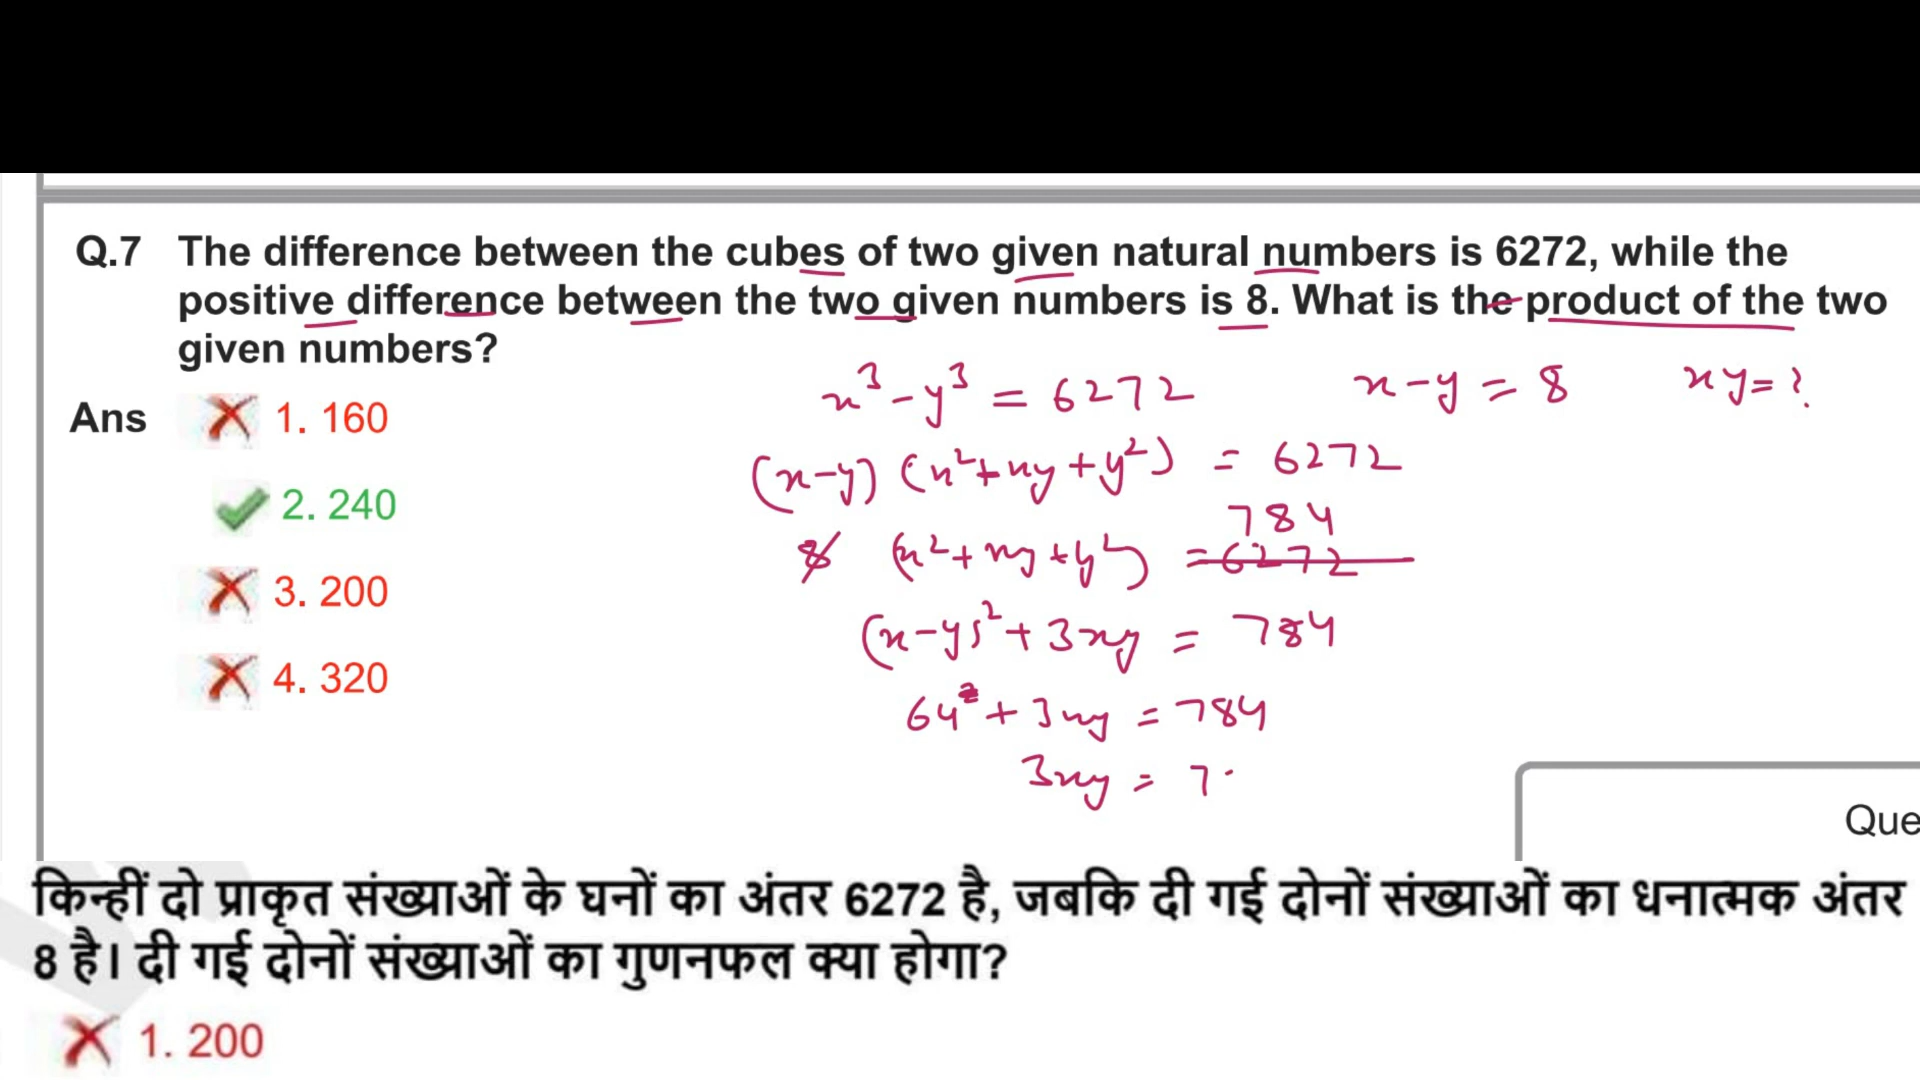 Q.7 The difference between the cubes of two given natural numbers is 6272, while the
positive difference between the two given numbers is 8. What is the product of the two
given numbers?
x³ - y³ = 6272 x - y = 8 xy = ?
Ans 1. 160
(x-y) (x²+xy+y²) = 6272
2. 240
784
8 (x²+xy+y²) = 6272
3. 200
(x-y)²+3xy = 784
4. 320
64 + 3xy = 784
3xy = 7
Que
किन्हीं दो प्राकृत संख्याओं के घनों का अंतर 6272 है, जबकि दी गई दोनों संख्याओं का धनात्मक अंतर
8 है। दी गई दोनों संख्याओं का गुणनफल क्या होगा?
1. 200